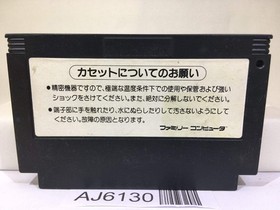 カセットについてのお願い
●精密機器ですので、極端な温度条件下での使用や保管および強い
ショックをさけてください。また、絶対に分解しないでください。
●端子部に手を触れたり、水にぬらしたりして汚さないようにして
ください。故障の原因となります。
ファミリー コンピュータ
AJ6130